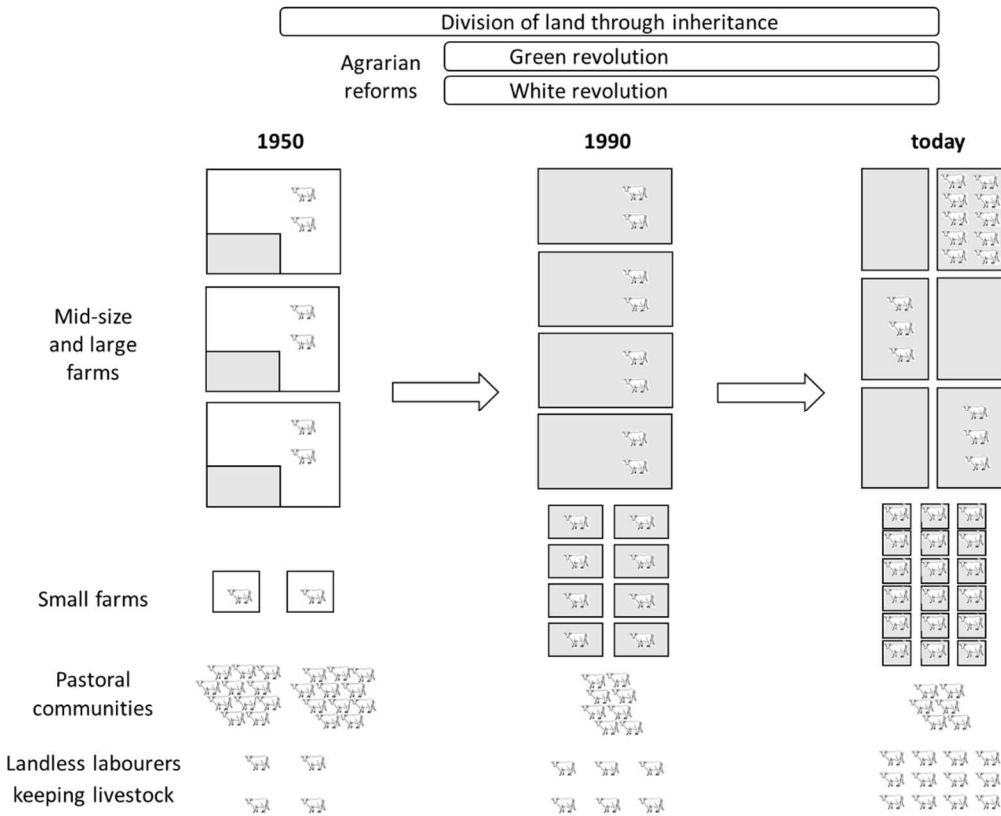 Division of land through inheritance
Agrarian
reforms
Green revolution
White revolution
1950
1990
today
Mid-size
and large
farms
Small farms
Pastoral
communities
Landless labourers
keeping livestock